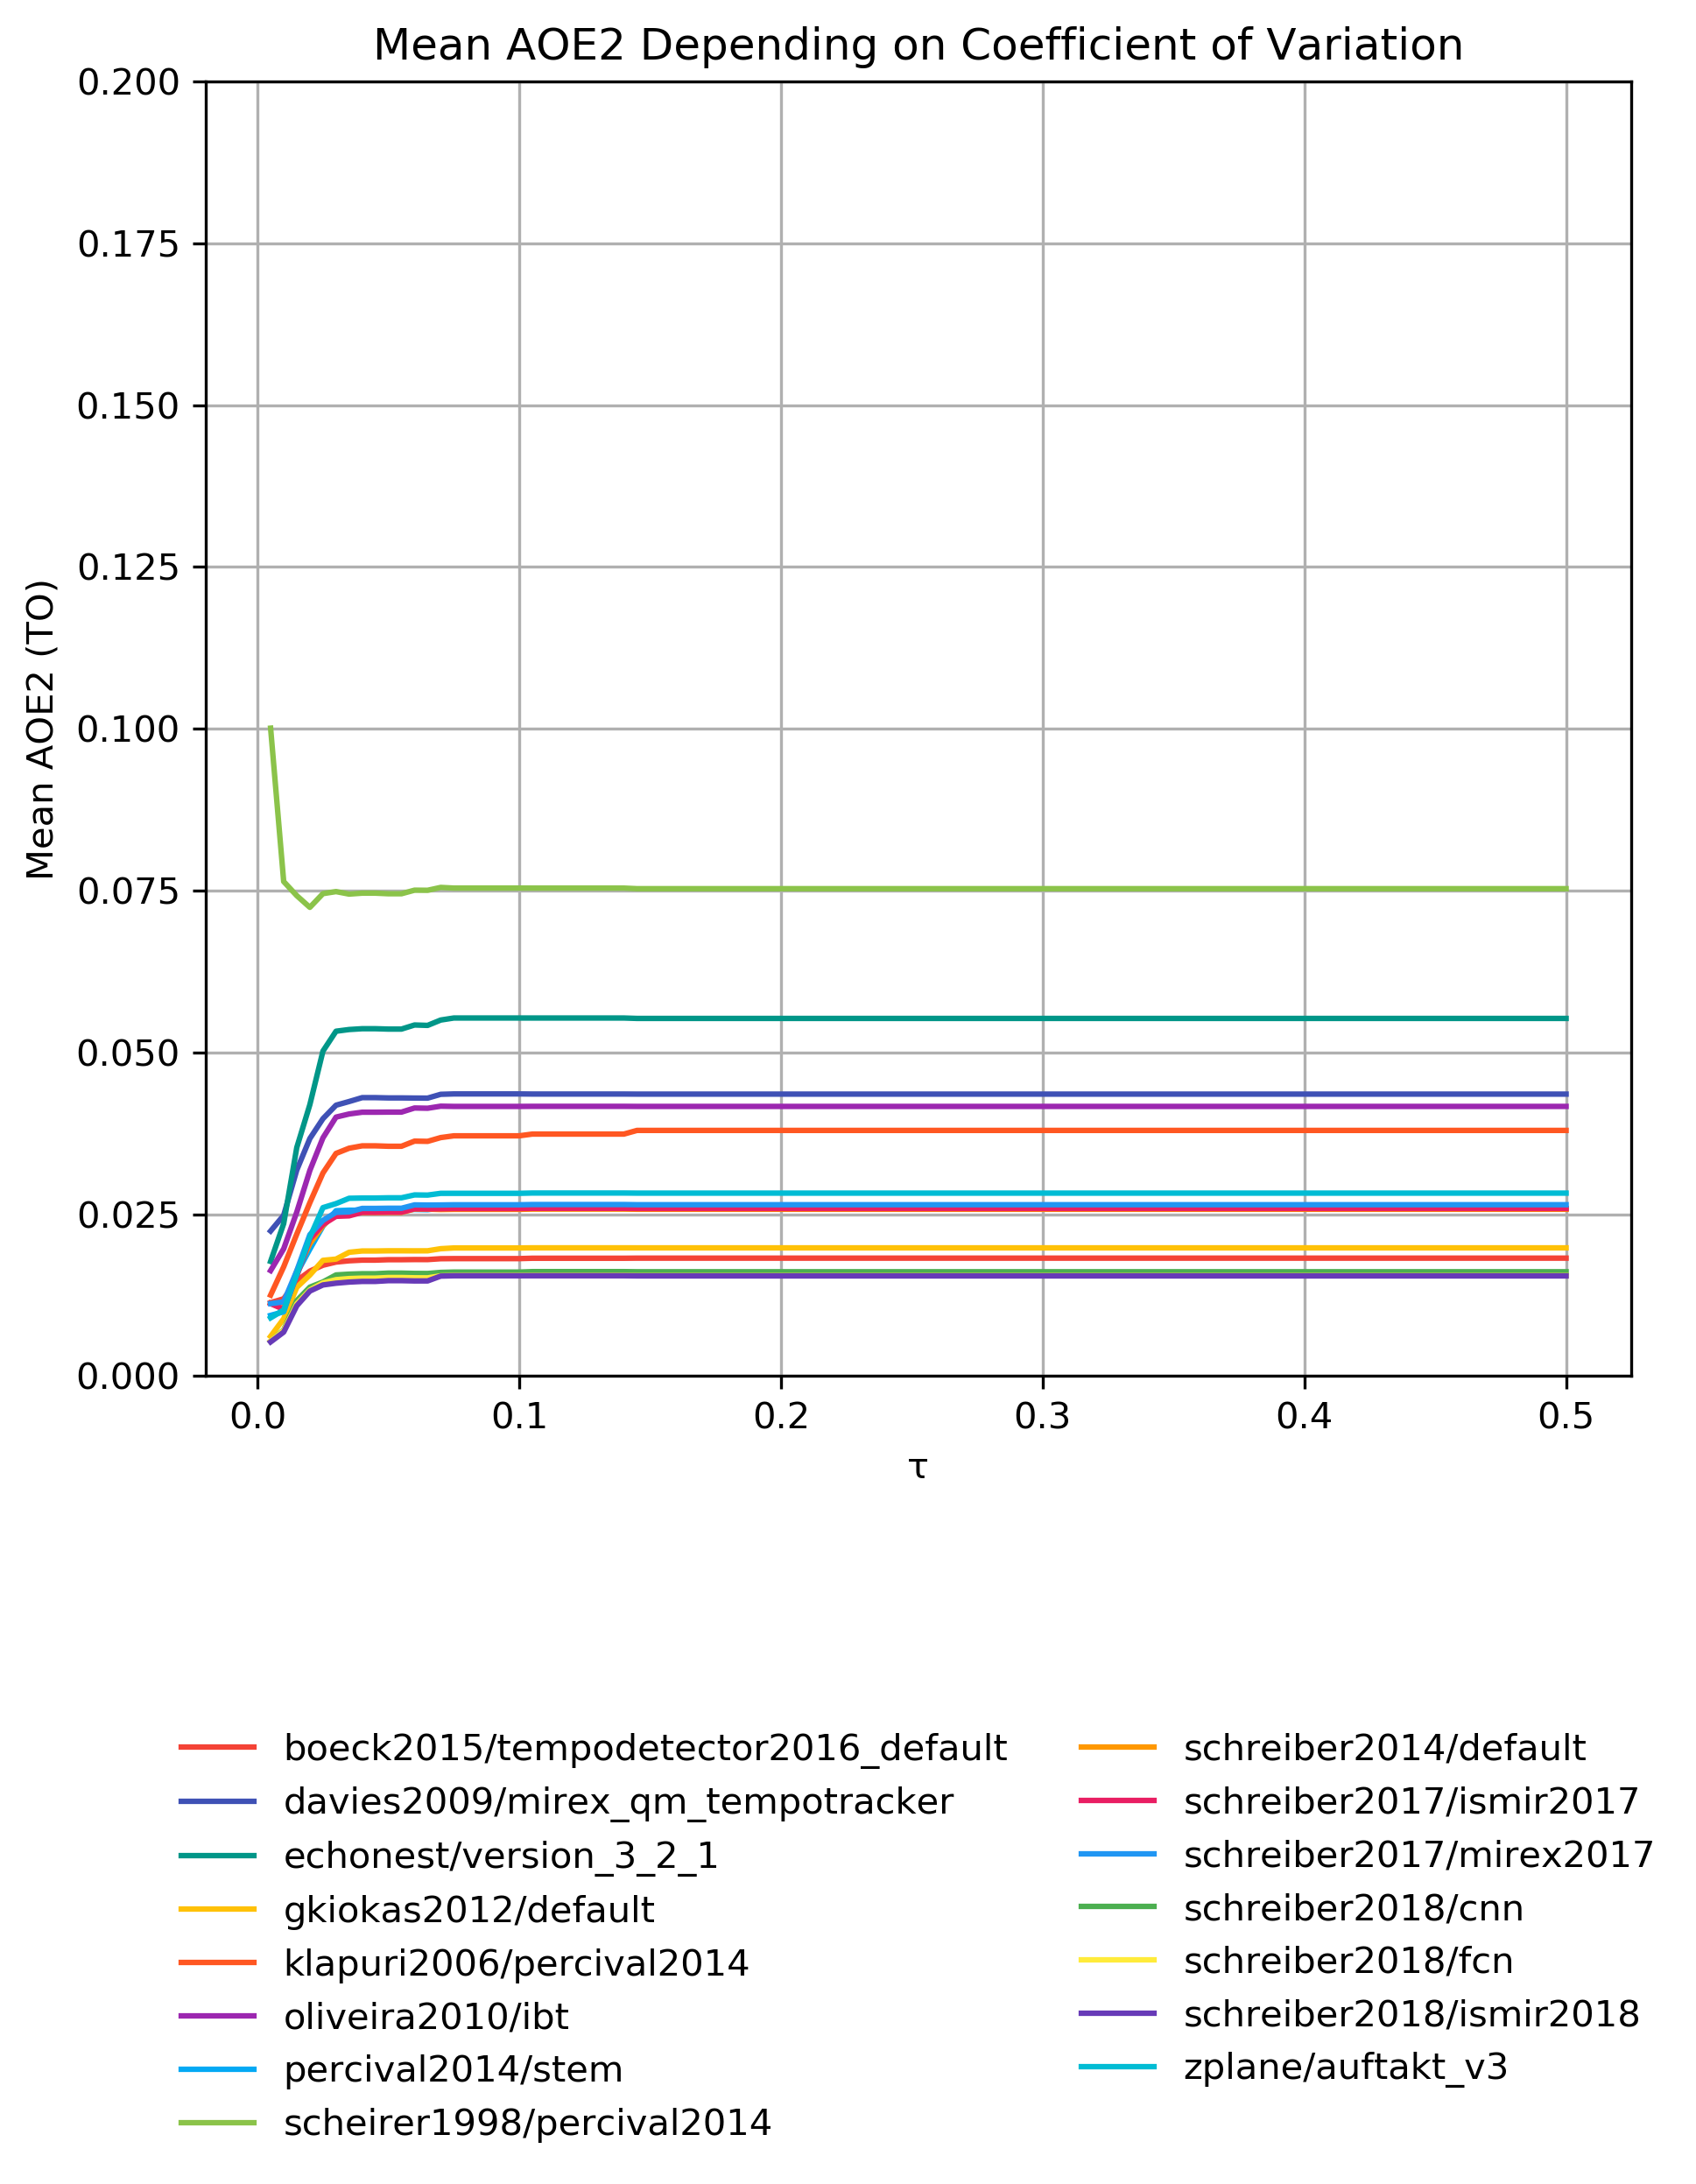 Mean AOE2 Depending on Coefficient of Variation
0.200
0.175
0.150
0.125
0.100
0.075
0.050
0.025
0.000
Mean AOE2 (TO)
0.0 0.1 0.2 0.3 0.4 0.5
τ
boeck2015/tempodetector2016_default
davies2009/mirex_qm_tempotracker
echonest/version_3_2_1
gkiokas2012/default
klapuri2006/percival2014
oliveira2010/ibt
percival2014/stem
scheirer1998/percival2014
schreiber2014/default
schreiber2017/ismir2017
schreiber2017/mirex2017
schreiber2018/cnn
schreiber2018/fcn
schreiber2018/ismir2018
zplane/auftakt_v3